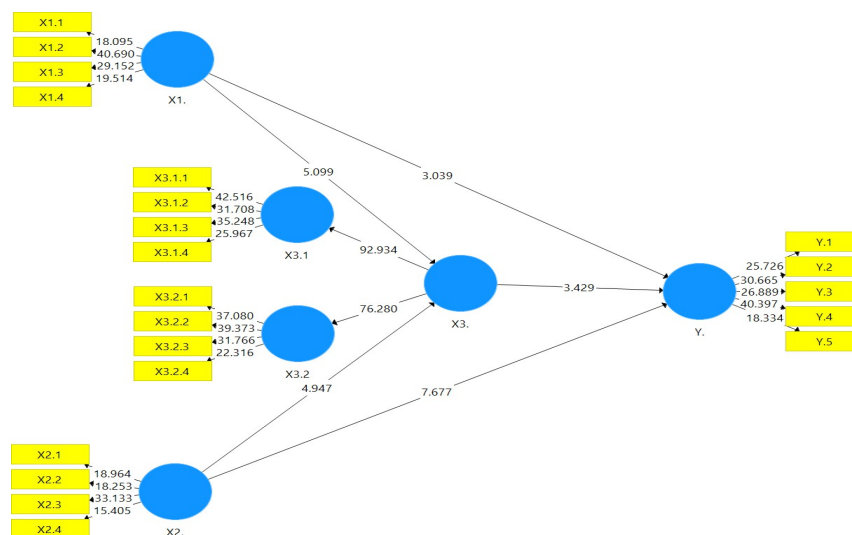 X1.1
X1.2
X1.3
X1.4
18.095
40.690
29.152
19.514
X1.
5.099
3.039
X3.1.1
X3.1.2
X3.1.3
X3.1.4
42.516
31.708
35.248
25.967
X3.1
92.934
X3.2.1
X3.2.2
X3.2.3
X3.2.4
37.080
39.373
31.766
22.316
X3.2
76.280
X3.
3.429
4.947
7.677
Y.1
Y.2
Y.3
Y.4
Y.5
25.726
30.665
26.889
40.397
18.334
Y.
X2.1
X2.2
X2.3
X2.4
18.964
18.253
33.133
15.405
X2.